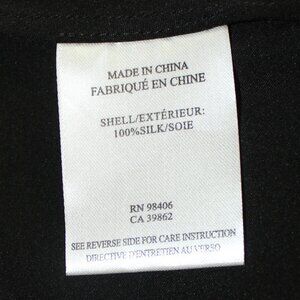 MADE IN CHINA
FABRIQUÉ EN CHINE
SHELL/EXTÉRIEUR:
100%SILK/SOIE
RN 98406
CA 39862
SEE REVERSE SIDE FOR CARE INSTRUCTION
DIRECTIVE D'ENTRETIEN AU VERSO